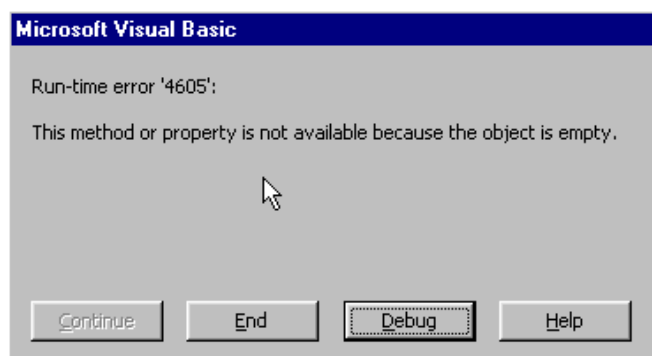 Microsoft Visual Basic
Run-time error '4605':
This method or property is not available because the object is empty.
Continue End Debug Help